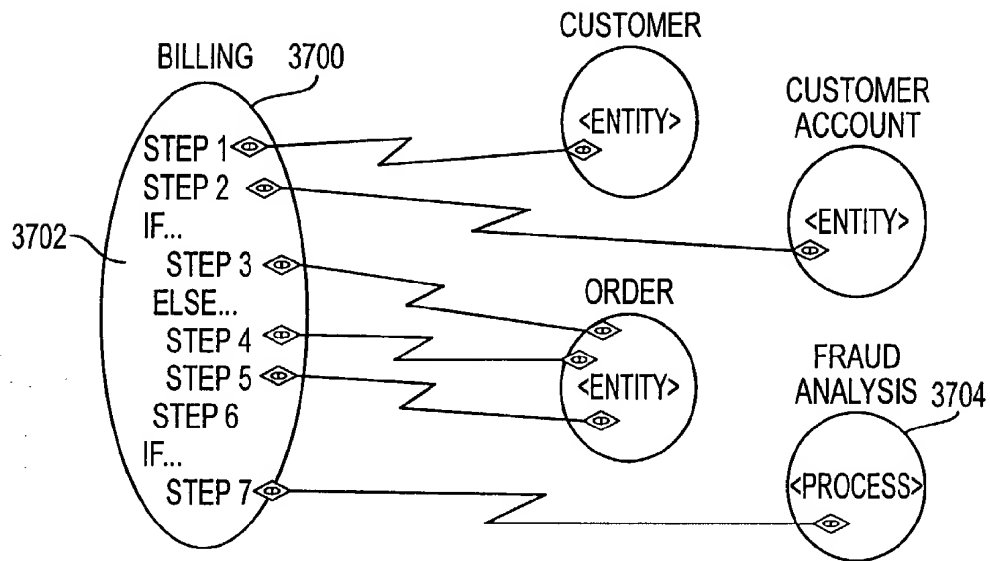 CUSTOMER
BILLING 3700
<ENTITY>
CUSTOMER
ACCOUNT
STEP 1
STEP 2
IF...
<ENTITY>
3702
STEP 3
ELSE...
ORDER
STEP 4
STEP 5
<ENTITY>
FRAUD
ANALYSIS 3704
STEP 6
IF...
STEP 7
<PROCESS>